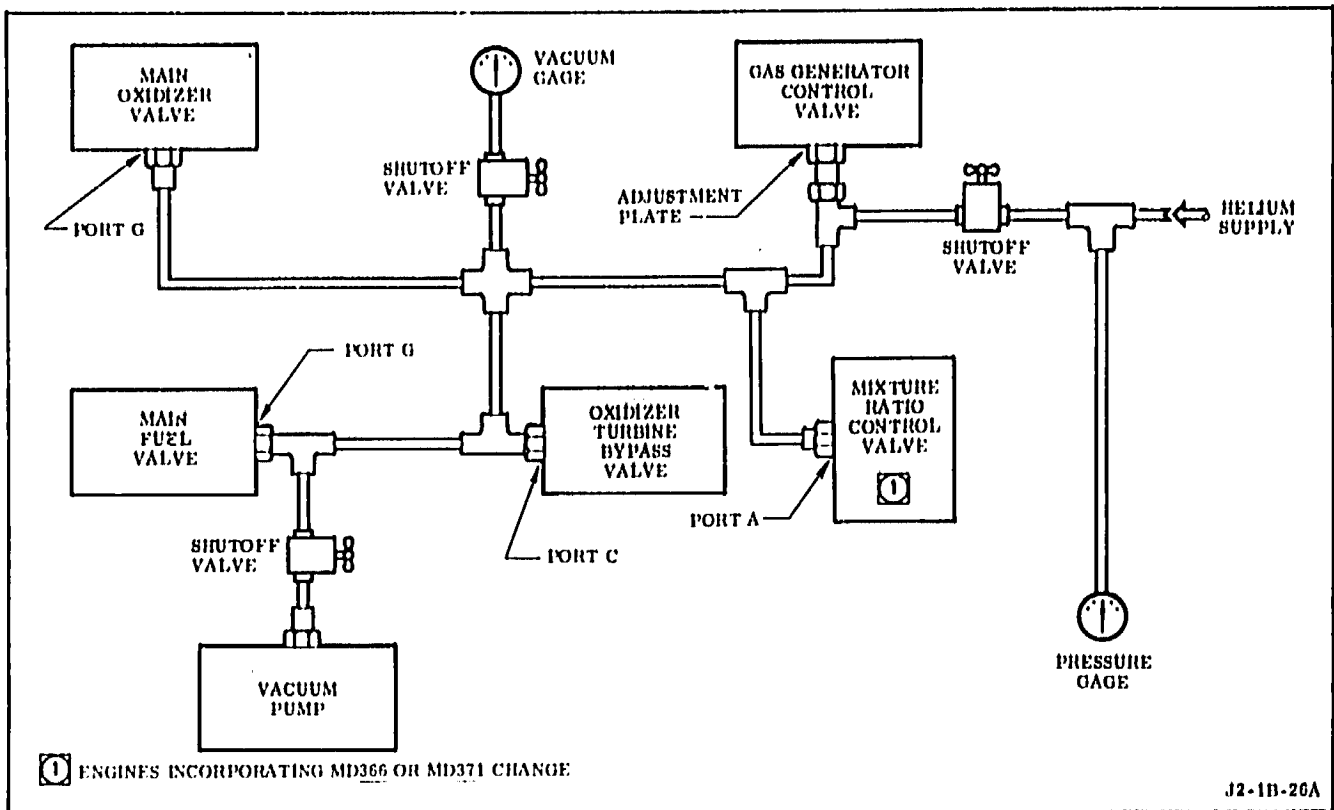 MAIN
OXIDIZER
VALVE
VACUUM
GAGE
GAS GENERATOR
CONTROL
VALVE
SHUTOFF
VALVE
ADJUSTMENT
PLATE
PORT G
HELIUM
SUPPLY
SHUTOFF
VALVE
PORT G
MAIN
FUEL
VALVE
OXIDIZER
TURBINE
BYPASS
VALVE
MIXTURE
RATIO
CONTROL
VALVE
1
PORT A
SHUTOFF
VALVE
PORT C
VACUUM
PUMP
PRESSURE
GAGE
1 ENGINES INCORPORATING MD366 OR MD371 CHANGE
J2-1B-26A